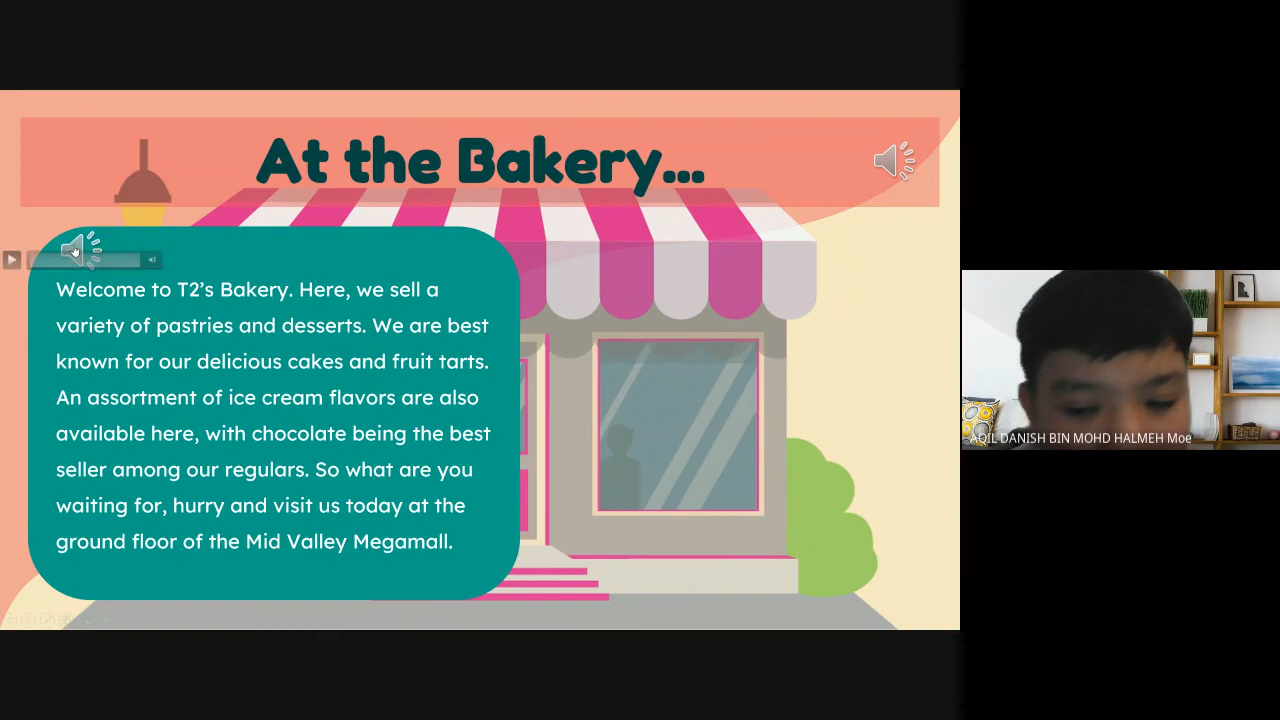 At the Bakery...
Welcome to T2's Bakery. Here, we sell a
variety of pastries and desserts. We are best
known for our delicious cakes and fruit tarts.
An assortment of ice cream flavors are also
available here, with chocolate being the best
seller among our regulars. So what are you
waiting for, hurry and visit us today at the
ground floor of the Mid Valley Megamall.
AQIL DANISH BIN MOHD HALMEH Moe